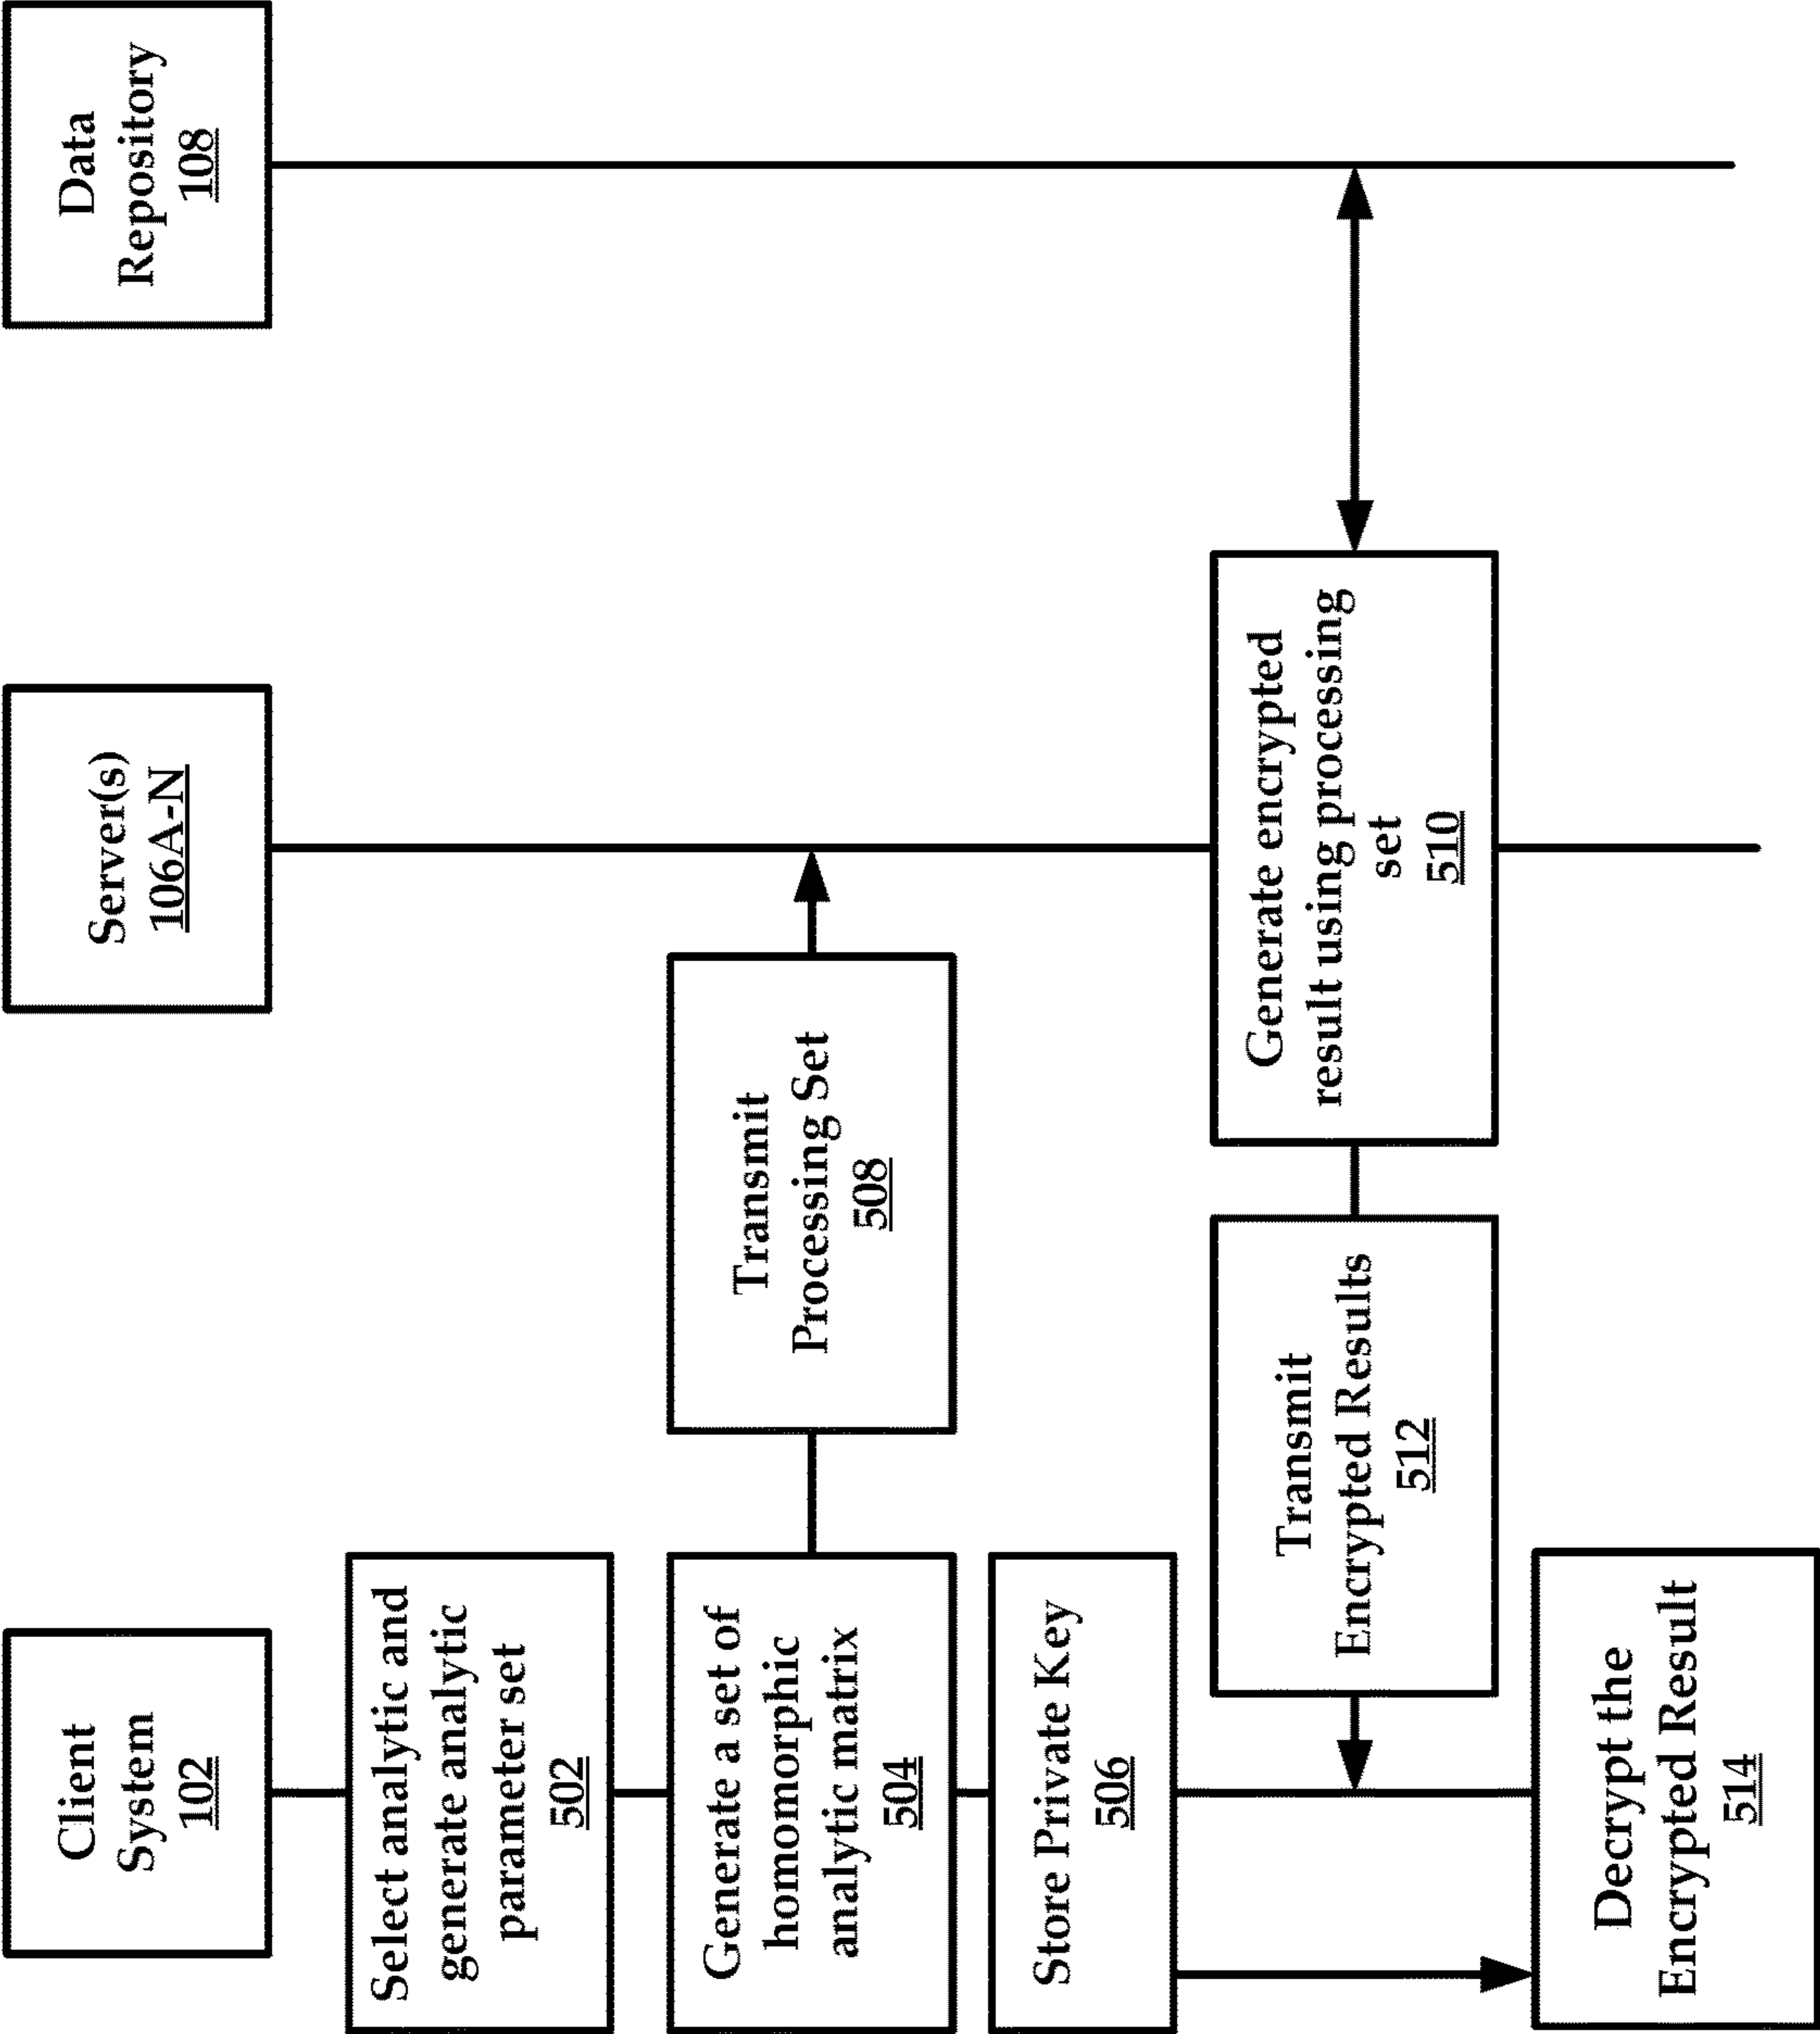 Client
System
102
Server(s)
106A-N
Data
Repository
108
Select analytic and
generate analytic
parameter set
502
Generate a set of
homomorphic
analytic matrix
504
Transmit
Processing Set
508
Store Private Key
506
Generate encrypted
result using processing
set
510
Transmit
Encrypted Results
512
Decrypt the
Encrypted Result
514